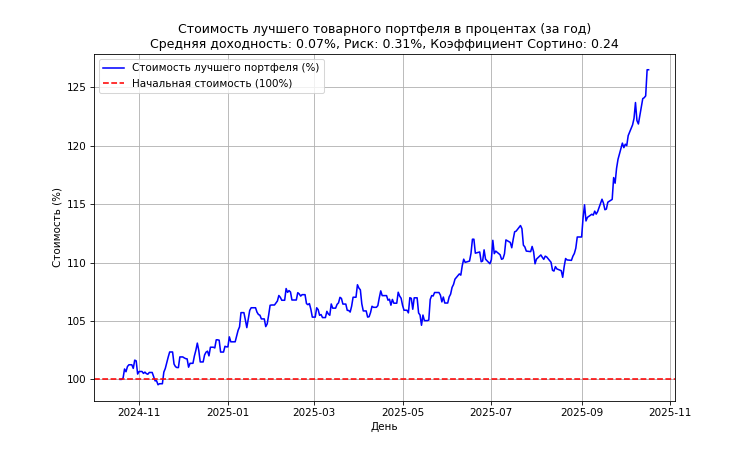 Стоимость лучшего товарного портфеля в процентах (за год)
Средняя доходность: 0.07%, Риск: 0.31%, Коэффициент Сортино: 0.24
Стоимость лучшего портфеля (%)
Начальная стоимость (100%)
Стоимость (%)
125
120
115
110
105
100
2024-11
2025-01
2025-03
2025-05
2025-07
2025-09
2025-11
День